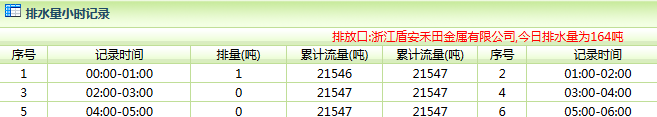 排水量小时记录
排放口:浙江盾安禾田金属有限公司,今日排水量为164吨
序号 记录时间 排量(吨) 累计流量(吨) 累计流量(吨) 序号 记录时间
1 00:00-01:00 1 21546 21547 2 01:00-02:00
3 02:00-03:00 0 21547 21547 4 03:00-04:00
5 04:00-05:00 0 21547 21547 6 05:00-06:00